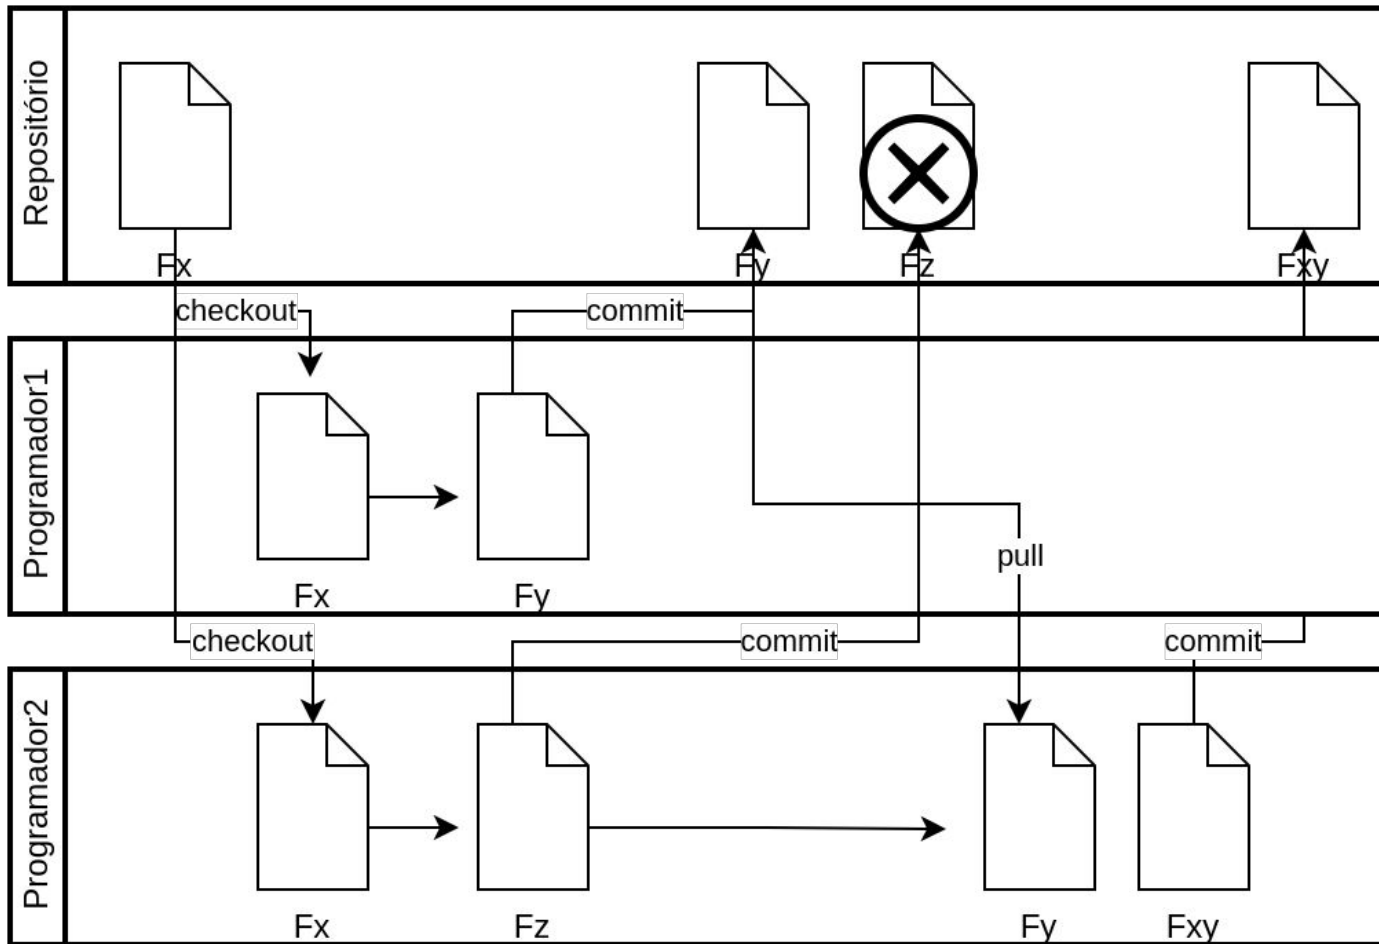 Repositório
Fx
Fy
Fz
Fxy
checkout
commit
Programador1
Fx
Fy
pull
checkout
commit
commit
Programador2
Fx
Fz
Fy
Fxy